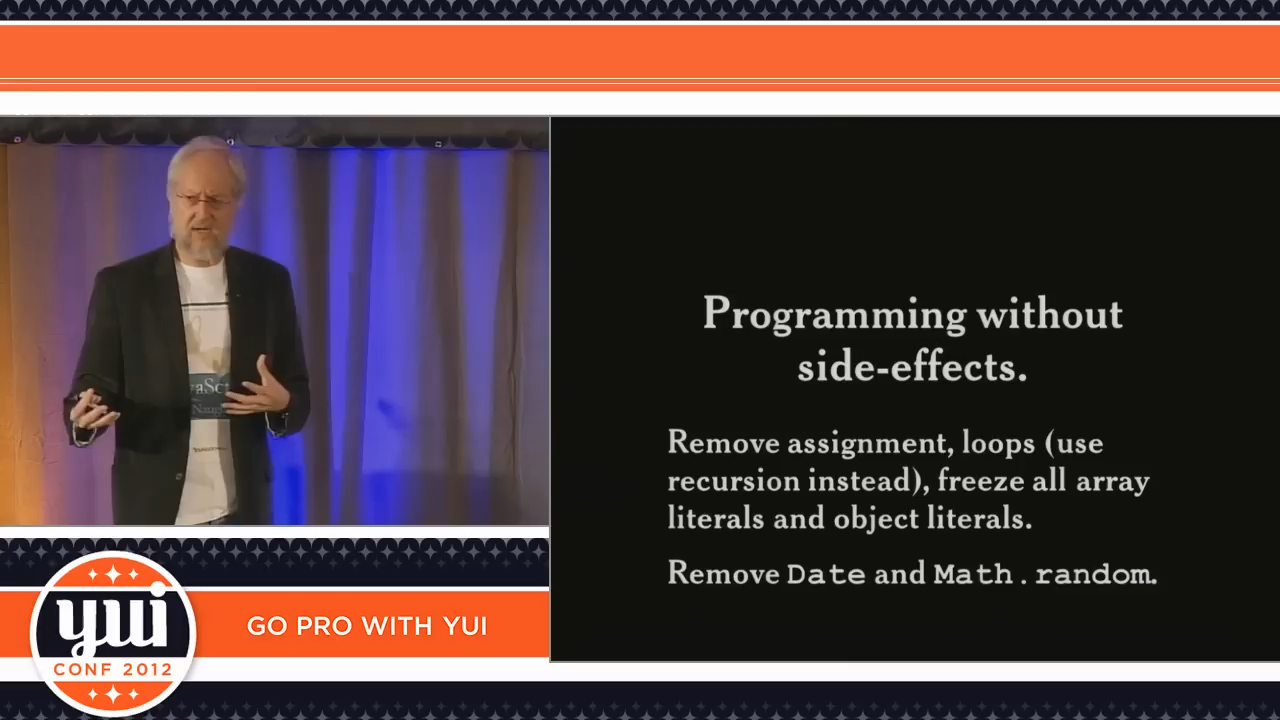 Programming without
side-effects.
Remove assignment, loops (use
recursion instead), freeze all array
literals and object literals.
Remove Date and Math.random.
yui
CONF 2012
GO PRO WITH YUI